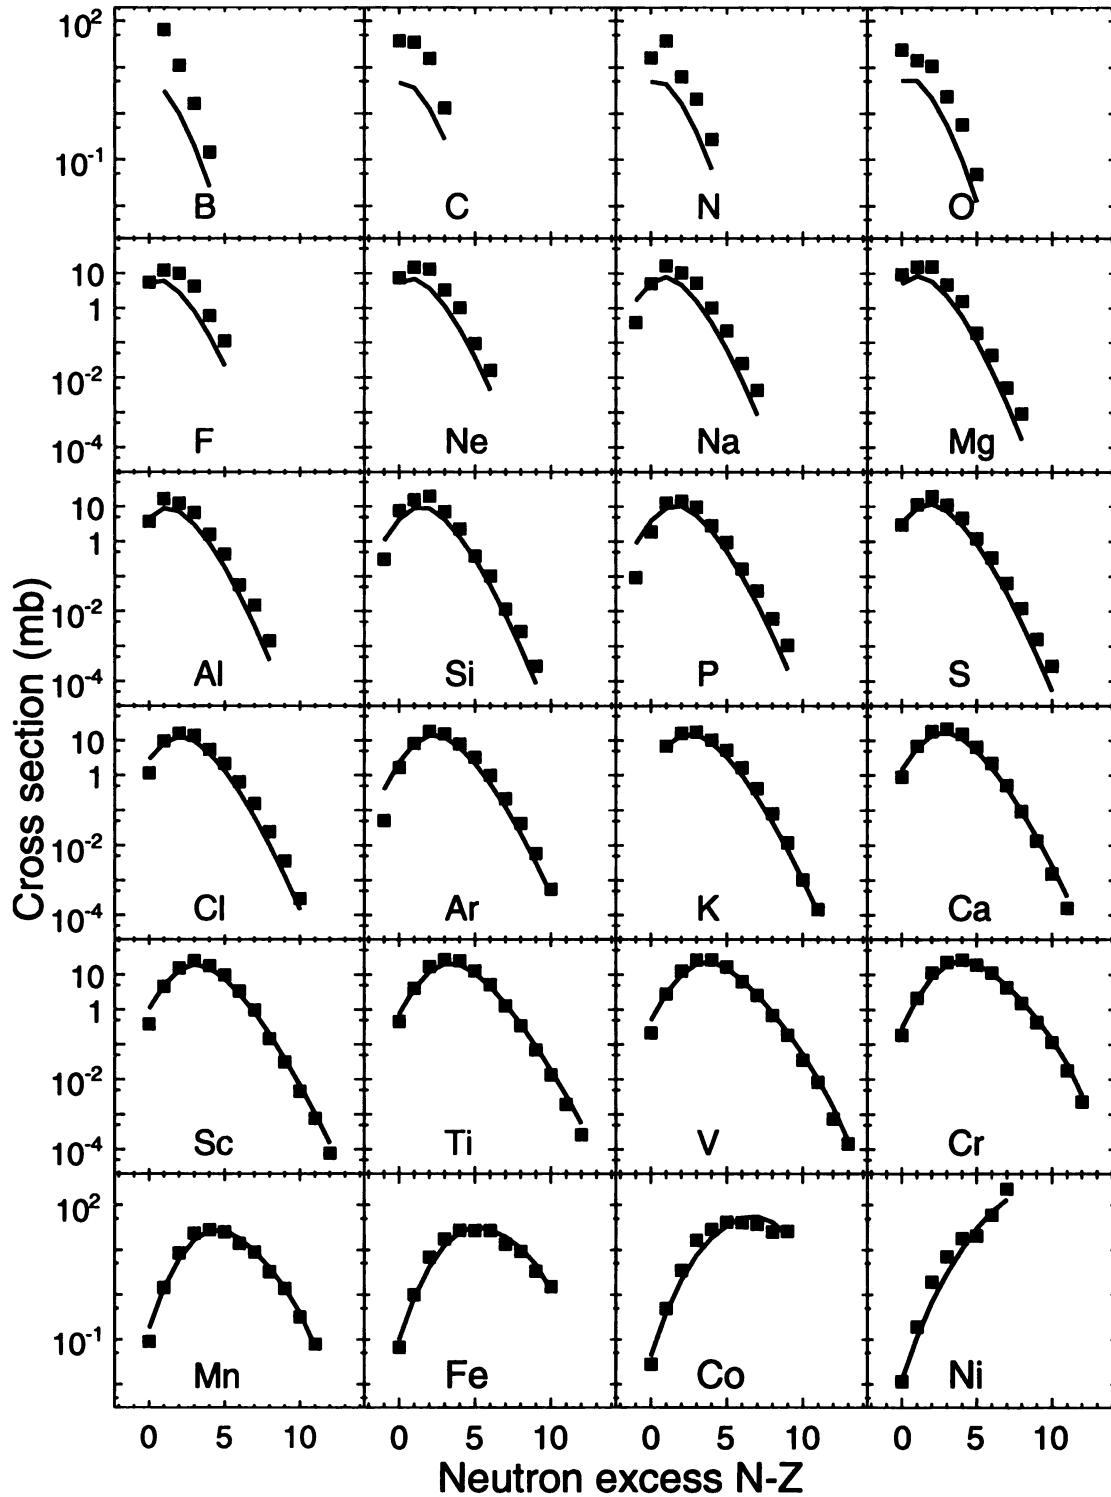 10²
10⁻¹
B
C
N
O
10
1
10⁻²
10⁻⁴
F
Ne
Na
Mg
10
1
10⁻²
10⁻⁴
Al
Si
P
S
10
1
10⁻²
10⁻⁴
Cl
Ar
K
Ca
10
1
10⁻²
10⁻⁴
Sc
Ti
V
Cr
10²
10⁻¹
Mn
Fe
Co
Ni
0 5 10 0 5 10 0 5 10 0 5 10
Neutron excess N-Z
Cross section (mb)